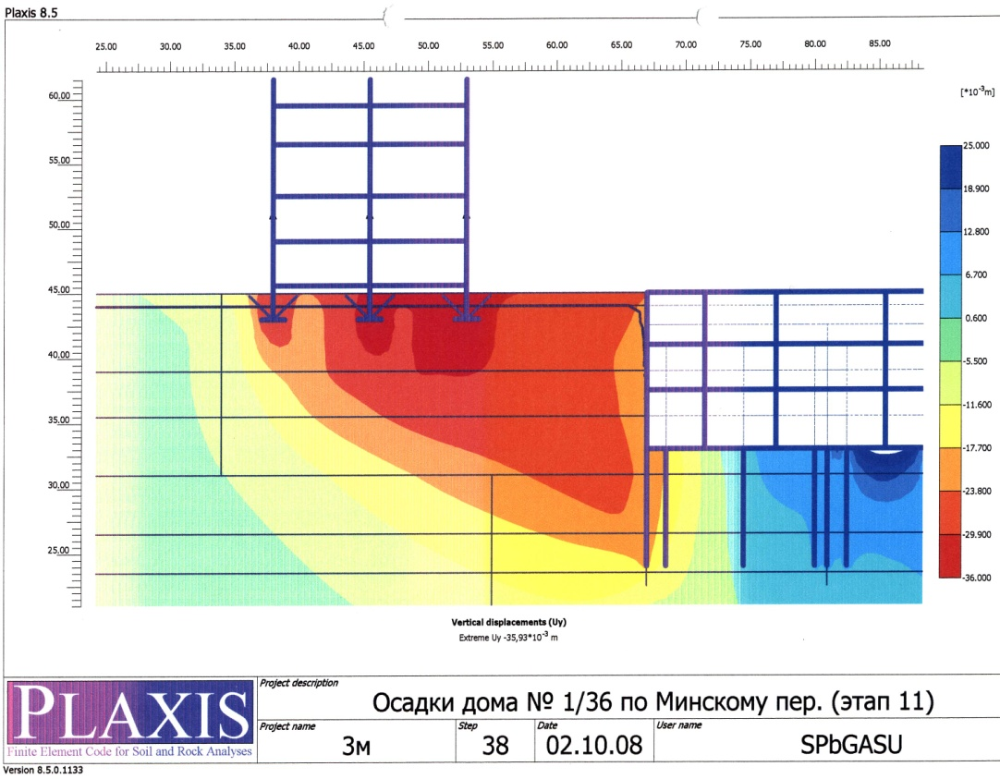 Plaxis 8.5
25.00 30.00 35.00 40.00 45.00 50.00 55.00 60.00 65.00 70.00 75.00 80.00 85.00
[*10⁻³m]
60.00
55.00
50.00
45.00
40.00
35.00
30.00
25.00
25.000
18.900
12.800
6.700
0.600
-5.500
-11.600
-17.700
-23.800
-29.900
-36.000
Vertical displacements (Uy)
Extreme Uy -35,93*10⁻³ m
PLAXIS
Finite Element Code for Soil and Rock Analyses
Version 8.5.0.1133
Project description
Осадки дома № 1/36 по Минскому пер. (этап 11)
Project name
3м
Step
38
Date
02.10.08
User name
SPbGASU